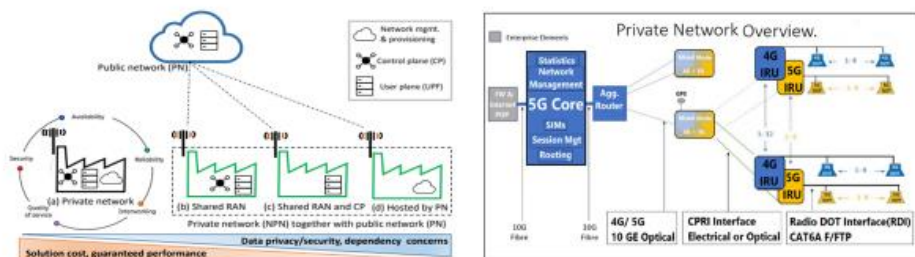 Network mgmt.
& provisioning
Control plane (CP)
User plane (UPF)
Public network (PN)
Availability
Security
Reliability
(a) Private network
Quality
of service
Interworking
(b) Shared RAN
(c) Shared RAN and CP
(d) Hosted by PN
Private network (NPN) together with public network (PN)
Data privacy/security, dependency concerns
Solution cost, guaranteed performance
Private Network Overview.
Enterprise Elements
Statistics
Network
Management
5G Core
SIMs
Session Mgt
Routing
FW &
Internet
Agg.
Router
GPS
4G
IRU
5G
IRU
4G
IRU
5G
IRU
10G
Fibre
10G
Fibre
4G/ 5G
10 GE Optical
CPRI Interface
Electrical or Optical
Radio DOT Interface(RDI)
CAT6A F/FTP